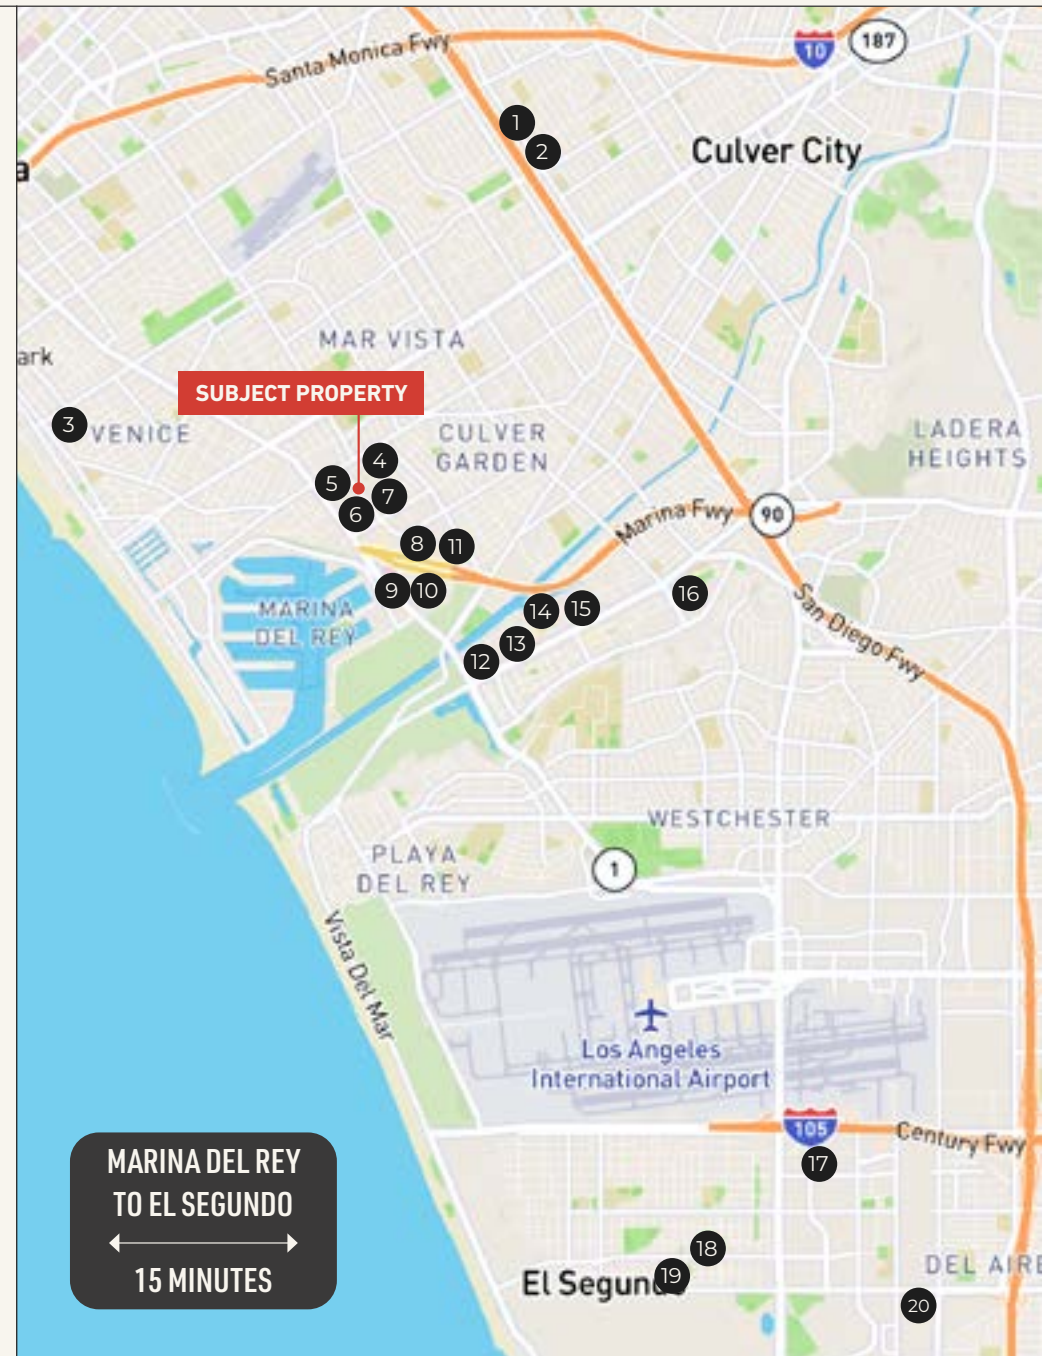 Santa Monica Fwy
10
187
1
2
Culver City
a
MAR VISTA
ark
SUBJECT PROPERTY
3
VENICE
CULVER
GARDEN
LADERA
HEIGHTS
4
5
7
6
Marina Fwy
90
8
11
9
10
MARINA
DEL REY
14
15
16
San Diego Fwy
13
12
WESTCHESTER
PLAYA
DEL REY
1
Vista Del Mar
Los Angeles
International Airport
105
Century Fwy
17
MARINA DEL REY
TO EL SEGUNDO
15 MINUTES
18
El Segun
19
DEL AIRE
20